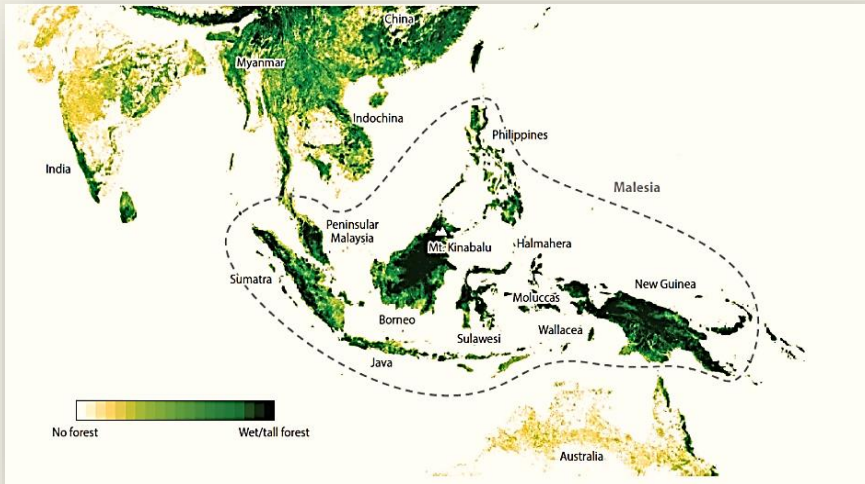 China
Myanmar
Indochina
Philippines
India
Malesia
Peninsular
Malaysia
Mt. Kinabalu
Halmahera
Sumatra
New Guinea
Moluccas
Borneo
Wallacea
Sulawesi
Java
No forest
Wet/tall forest
Australia